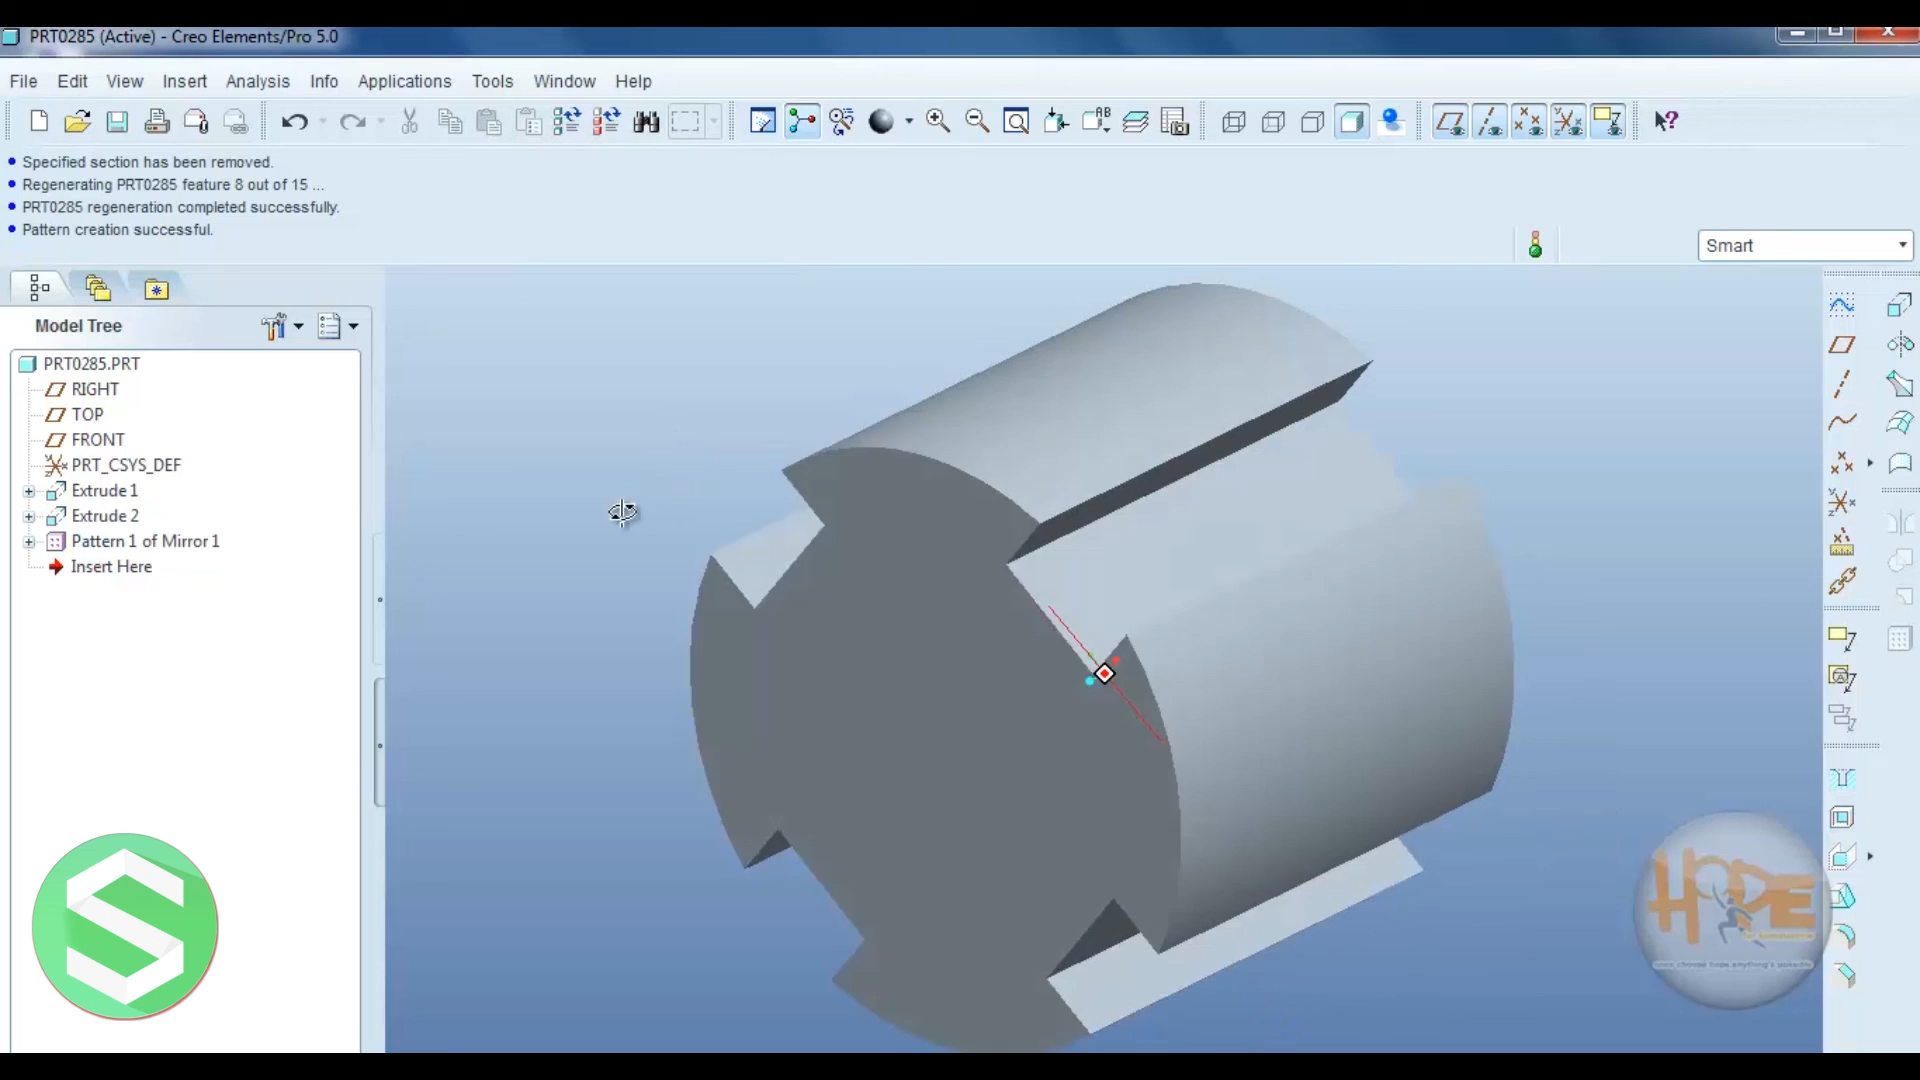 PRT0285 (Active) - Creo Elements/Pro 5.0
File Edit View Insert Analysis Info Applications Tools Window Help
Specified section has been removed.
Regenerating PRT0285 feature 8 out of 15 ...
PRT0285 regeneration completed successfully.
Pattern creation successful.
Smart
Model Tree
PRT0285.PRT
RIGHT
TOP
FRONT
PRT_CSYS_DEF
Extrude 1
Extrude 2
Pattern 1 of Mirror 1
Insert Here
HOPE